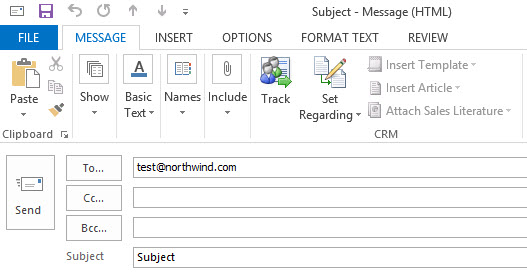 Subject - Message (HTML)
FILE MESSAGE INSERT OPTIONS FORMAT TEXT REVIEW
Paste
Show
Basic
Text
Names
Include
Track
Set
Regarding
Insert Template
Insert Article
Attach Sales Literature
Clipboard
CRM
Send
To... test@northwind.com
Cc...
Bcc...
Subject Subject